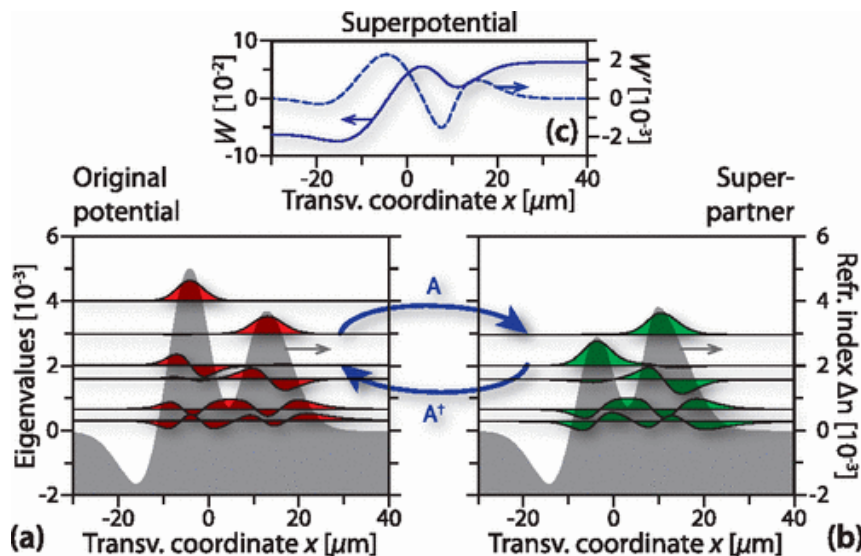 Superpotential
10
5
0
-5
-10
W [10⁻²]
2
0
-2
W' [10⁻³]
(c)
-20 0 20 40
Transv. coordinate x [μm]
Original
potential
Super-
partner
6
4
2
0
-2
Eigenvalues [10⁻³]
A
A†
6
4
2
0
-2
Refr. index Δn [10⁻³]
-20 0 20 40
-20 0 20 40
(a) Transv. coordinate x [μm]
Transv. coordinate x [μm] (b)